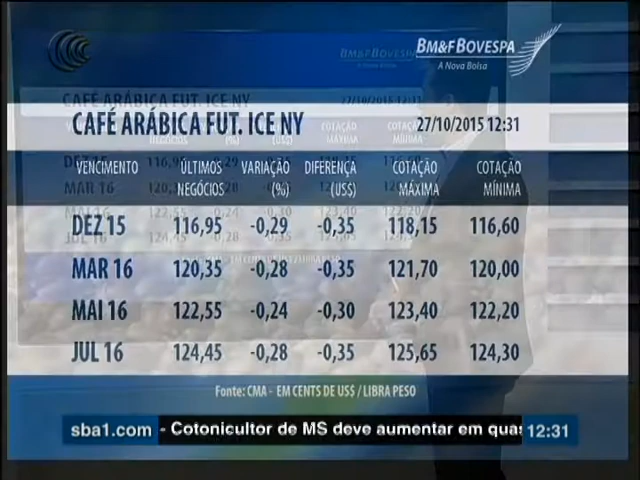 BM&FBOVESPA
A Nova Bolsa
CAFÉ ARÁBICA FUT. ICE NY 27/10/2015 12:31
VENCIMENTO ÚLTIMOS NEGÓCIOS VARIAÇÃO (%) DIFERENÇA (US$) COTAÇÃO MÁXIMA COTAÇÃO MÍNIMA
DEZ 15 116,95 -0,29 -0,35 118,15 116,60
MAR 16 120,35 -0,28 -0,35 121,70 120,00
MAI 16 122,55 -0,24 -0,30 123,40 122,20
JUL 16 124,45 -0,28 -0,35 125,65 124,30
Fonte: CMA - EM CENTS DE US$ / LIBRA PESO
sba1.com - Cotonicultor de MS deve aumentar em quas 12:31